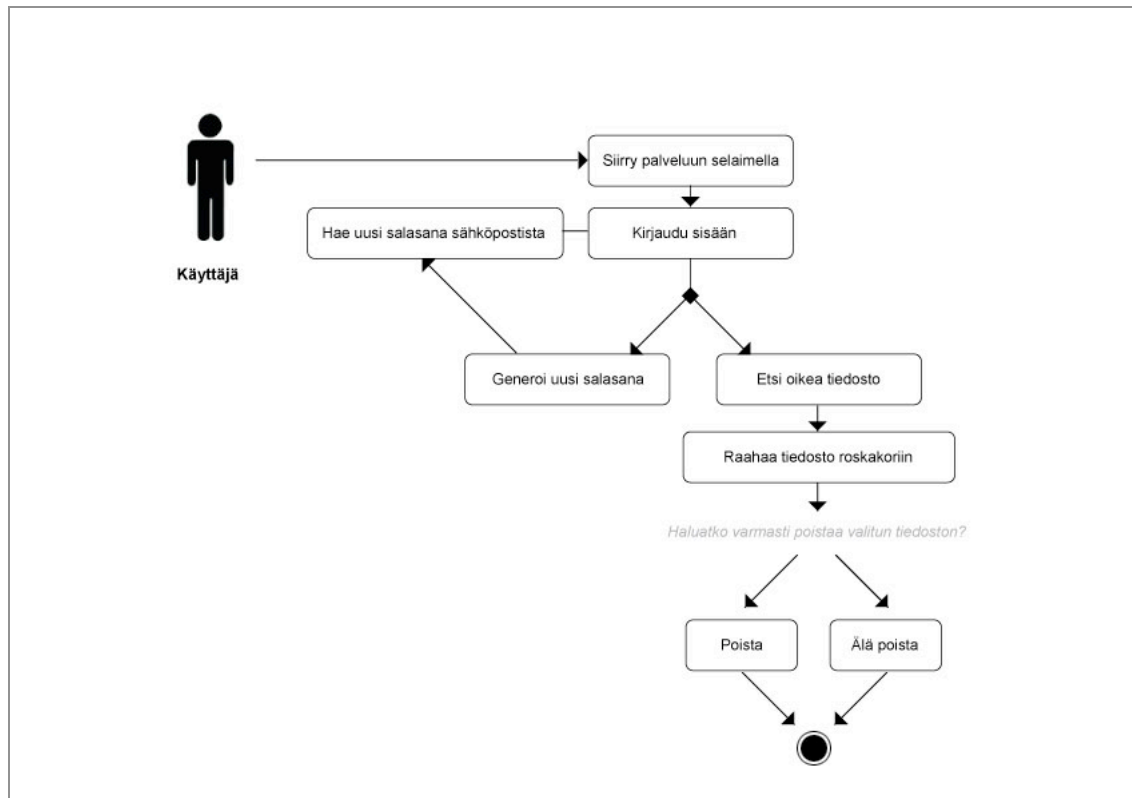 Siirry palveluun selaimella
Hae uusi salasana sähköpostista
Kirjaudu sisään
Käyttäjä
Generoi uusi salasana
Etsi oikea tiedosto
Raahaa tiedosto roskakoriin
Haluatko varmasti poistaa valitun tiedoston?
Poista
Älä poista